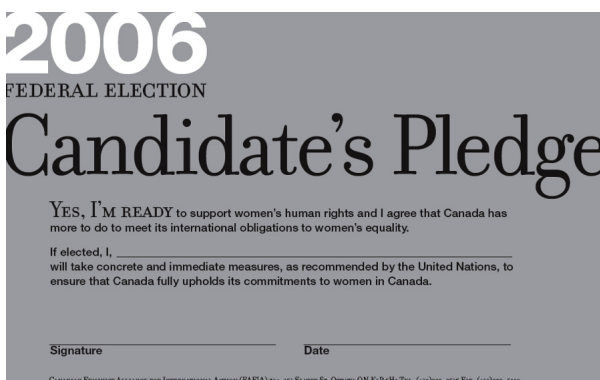 2006
FEDERAL ELECTION
Candidate's Pledge
YES, I'M READY to support women's human rights and I agree that Canada has
more to do to meet its international obligations to women's equality.
If elected, I,
will take concrete and immediate measures, as recommended by the United Nations, to
ensure that Canada fully upholds its commitments to women in Canada.
Signature Date